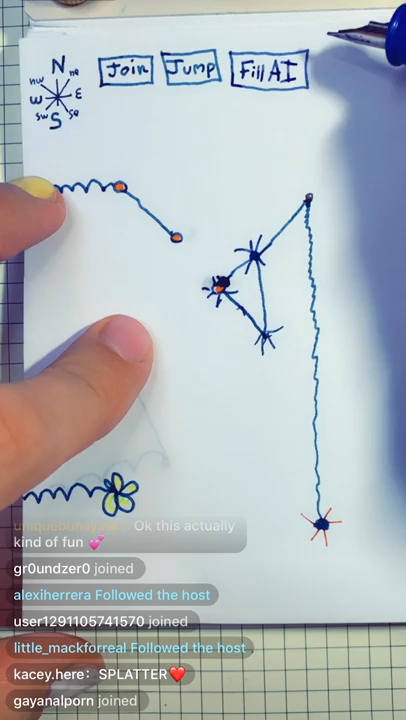 Join Jump Fill AI
N
nw ne
W E
sw se
S
Ok this actually
kind of fun 💕
gr0undzer0 joined
alexiherrera Followed the host
user1291105741570 joined
little_mackforreal Followed the host
kacey.here: SPLATTER❤️
gayanalporn joined